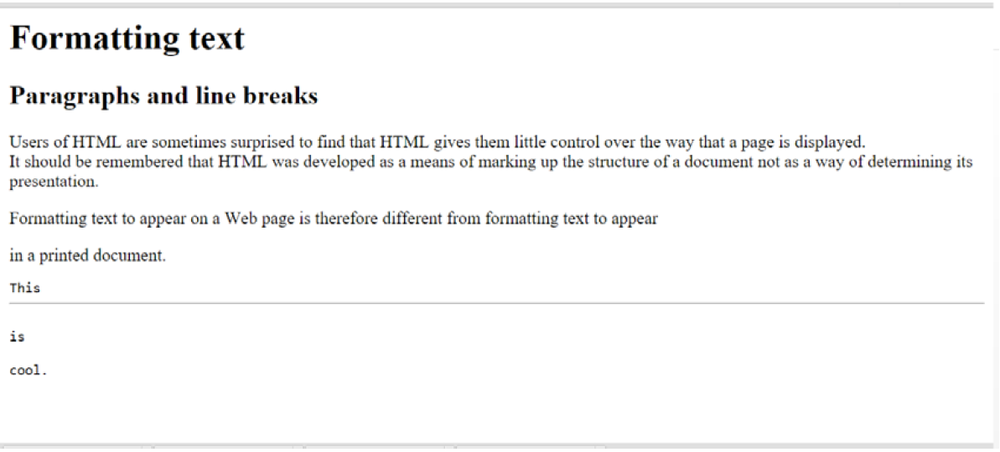 Formatting text
Paragraphs and line breaks
Users of HTML are sometimes surprised to find that HTML gives them little control over the way that a page is displayed.
It should be remembered that HTML was developed as a means of marking up the structure of a document not as a way of determining its
presentation.
Formatting text to appear on a Web page is therefore different from formatting text to appear
in a printed document.
This
is
cool.